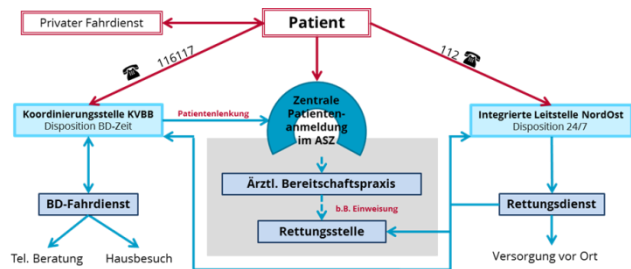 Patient
Privater Fahrdienst
116117
112
Koordinierungsstelle KVBB
Disposition BD-Zeit
Patientenlenkung
Zentrale
Patienten-
anmeldung
im ASZ
Integrierte Leitstelle NordOst
Disposition 24/7
Ärztl. Bereitschaftspraxis
BD-Fahrdienst
b.B. Einweisung
Rettungsstelle
Rettungsdienst
Tel. Beratung
Hausbesuch
Versorgung vor Ort